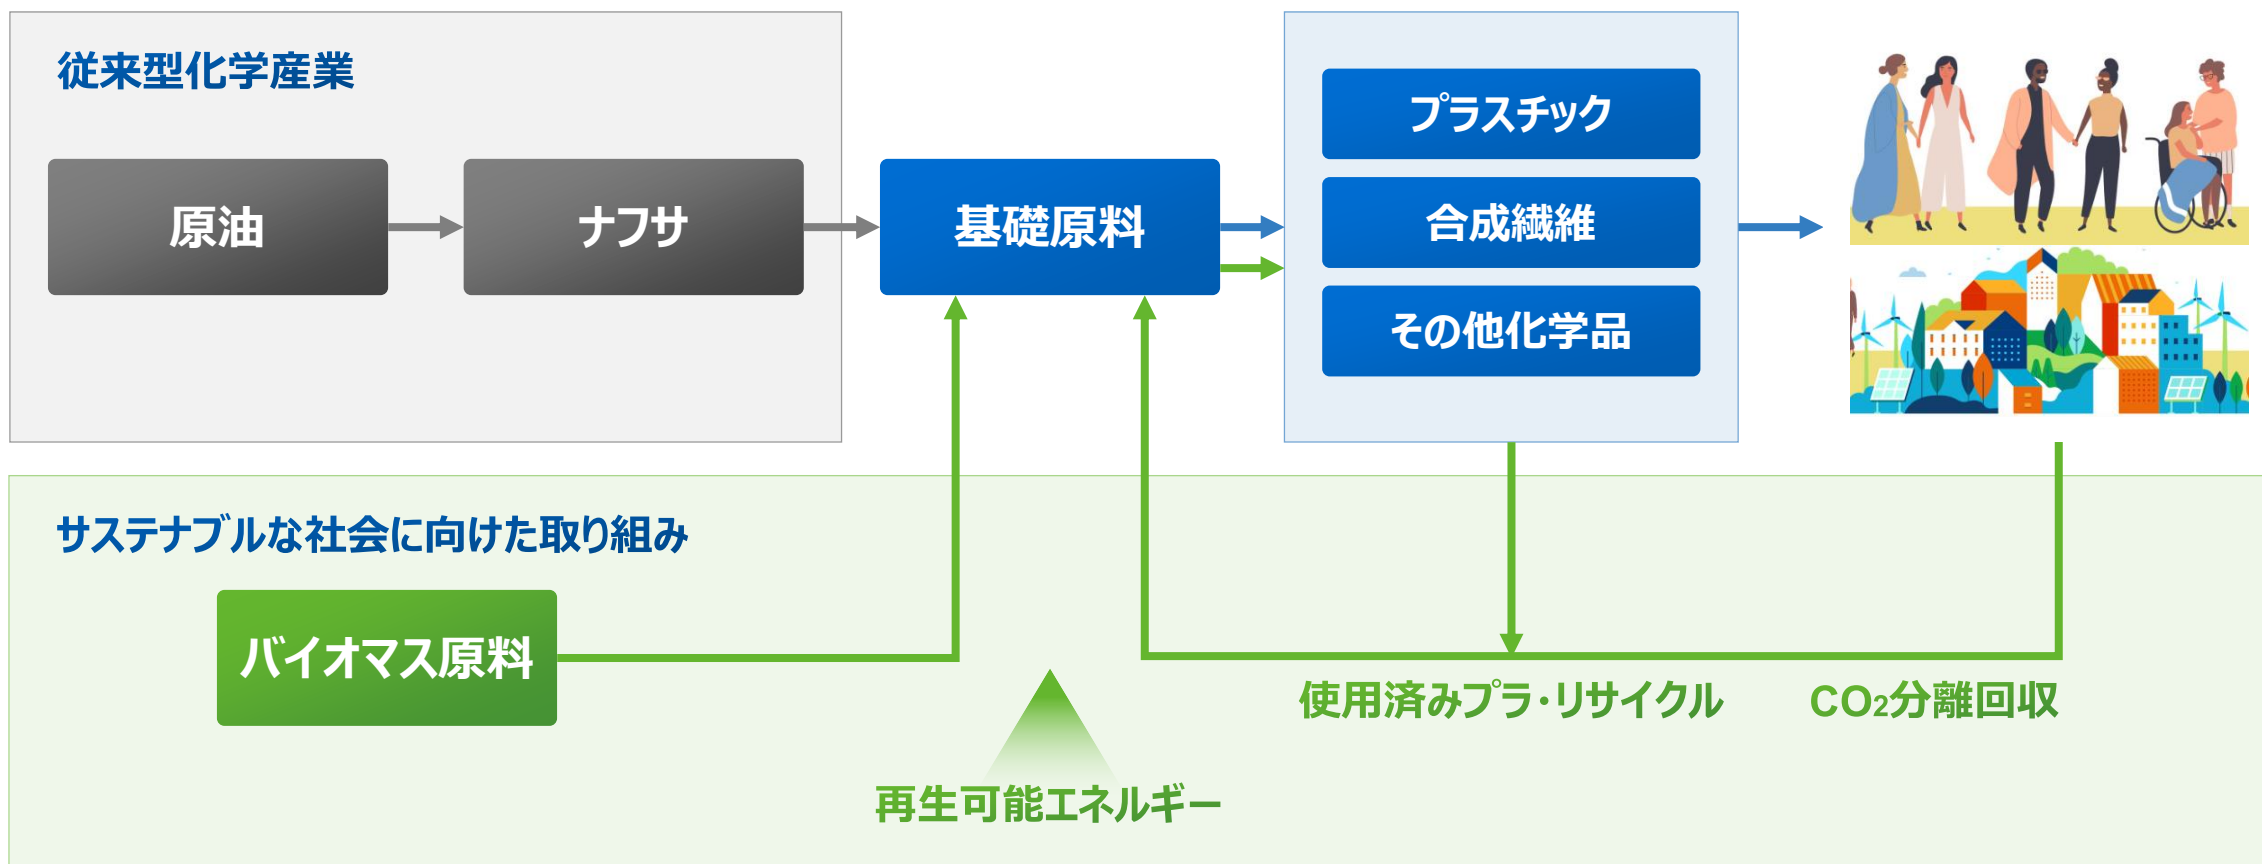 従来型化学産業
原油
ナフサ
基礎原料
プラスチック
合成繊維
その他化学品
サステナブルな社会に向けた取り組み
バイオマス原料
使用済みプラ・リサイクル
CO₂分離回収
再生可能エネルギー